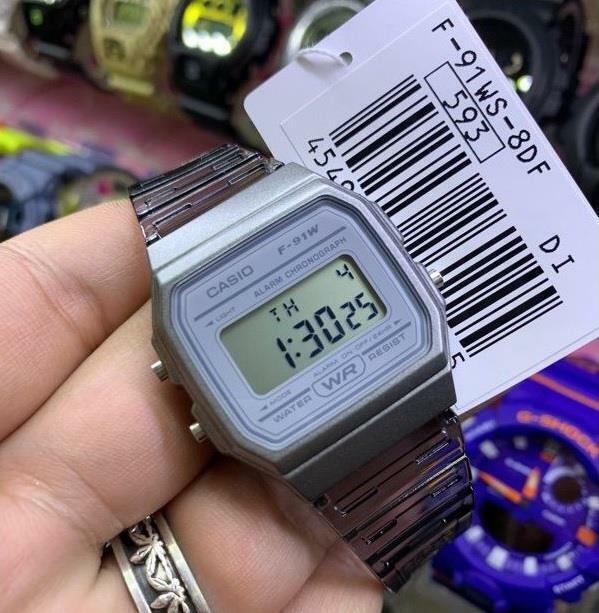 F-91WS-8DF
593
DI
CASIO
F-91W
ALARM CHRONOGRAPH
LIGHT
TH 4
1:30 25
ALARM ON·OFF/24HR
MODE
WATER WR RESIST
G-SHOCK